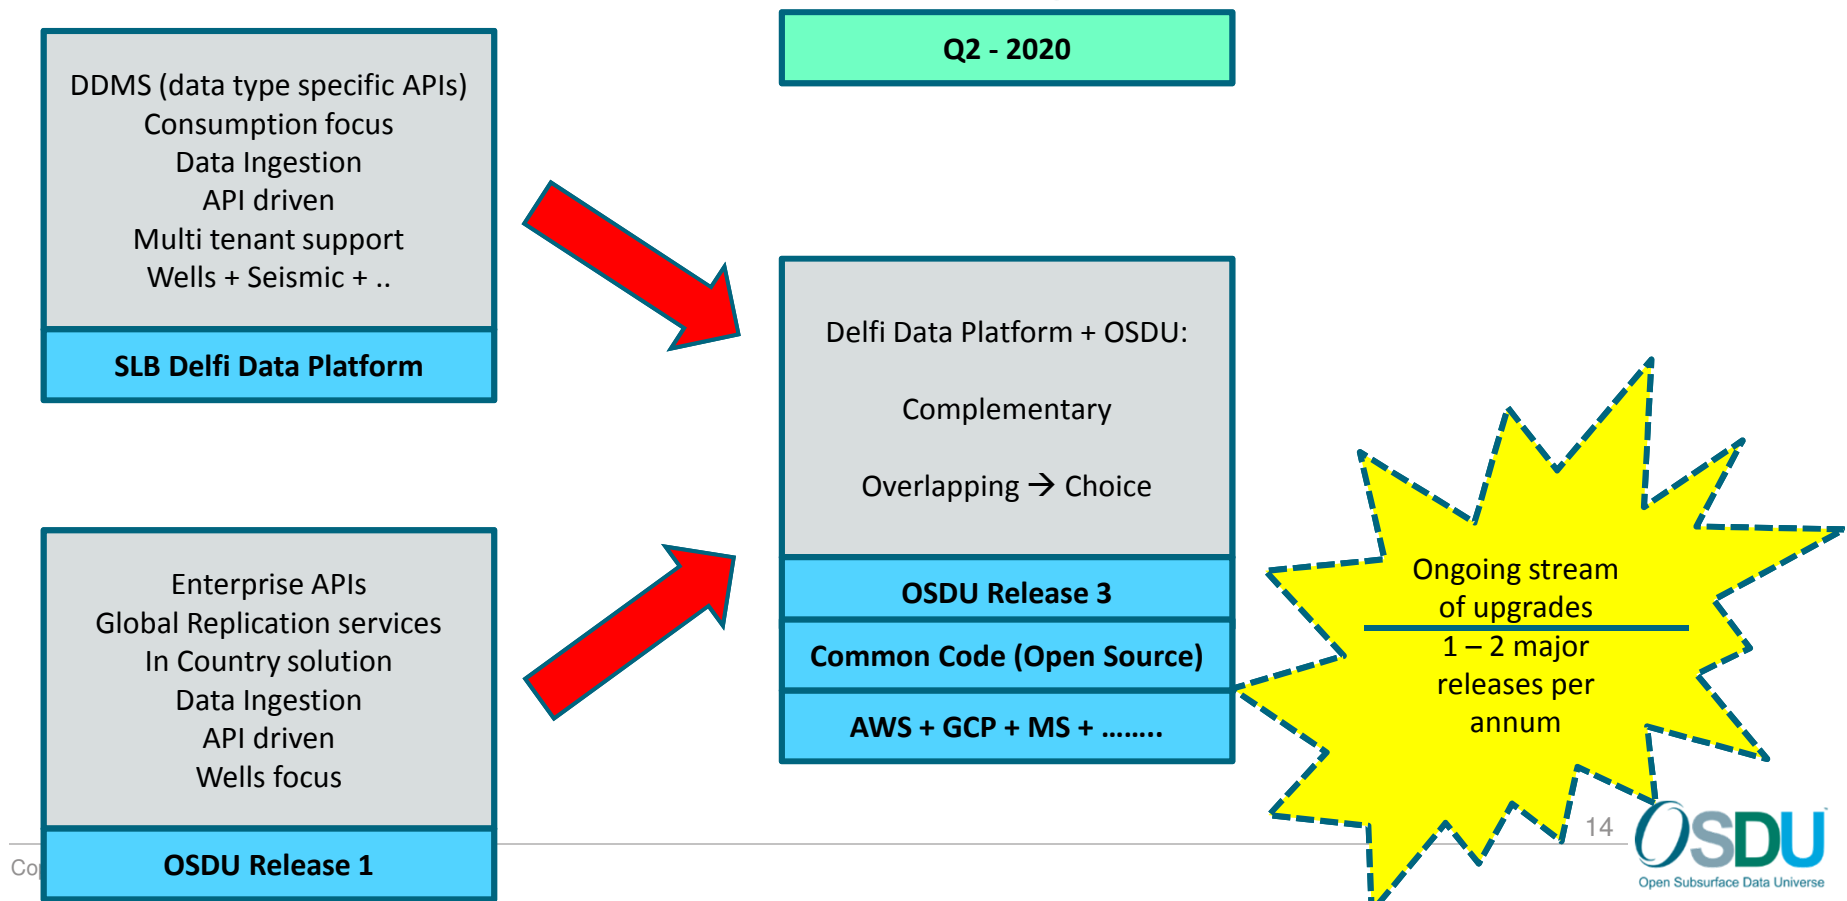 DDMS (data type specific APIs)
Consumption focus
Data Ingestion
API driven
Multi tenant support
Wells + Seismic + ..
SLB Delfi Data Platform
Enterprise APIs
Global Replication services
In Country solution
Data Ingestion
API driven
Wells focus
OSDU Release 1
Q2 - 2020
Delfi Data Platform + OSDU:
Complementary
Overlapping → Choice
OSDU Release 3
Common Code (Open Source)
AWS + GCP + MS + ........
Ongoing stream
of upgrades
1 – 2 major
releases per
annum
14
OSDU™
Open Subsurface Data Universe